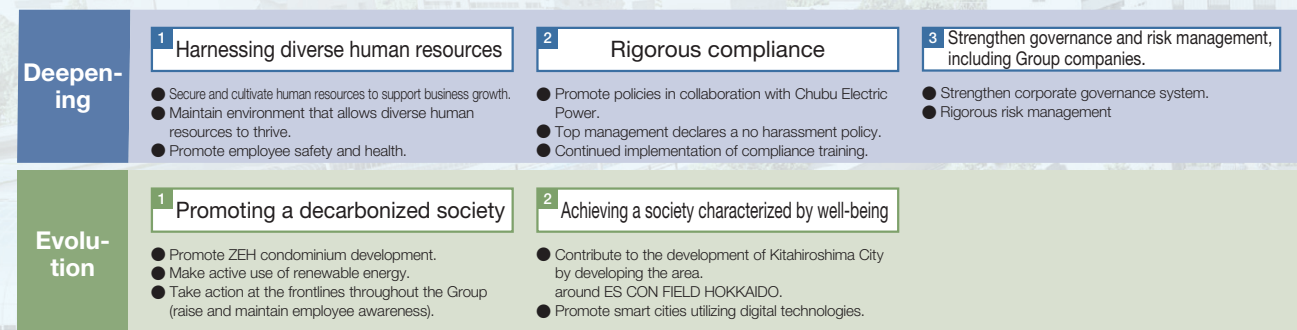 Deepen-
ing
1
Harnessing diverse human resources
● Secure and cultivate human resources to support business growth.
● Maintain environment that allows diverse human
resources to thrive.
● Promote employee safety and health.
2
Rigorous compliance
● Promote policies in collaboration with Chubu Electric
Power.
● Top management declares a no harassment policy.
● Continued implementation of compliance training.
3
Strengthen governance and risk management,
including Group companies.
● Strengthen corporate governance system.
● Rigorous risk management
Evolu-
tion
1
Promoting a decarbonized society
● Promote ZEH condominium development.
● Make active use of renewable energy.
● Take action at the frontlines throughout the Group
(raise and maintain employee awareness).
2
Achieving a society characterized by well-being
● Contribute to the development of Kitahiroshima City
by developing the area.
around ES CON FIELD HOKKAIDO.
● Promote smart cities utilizing digital technologies.